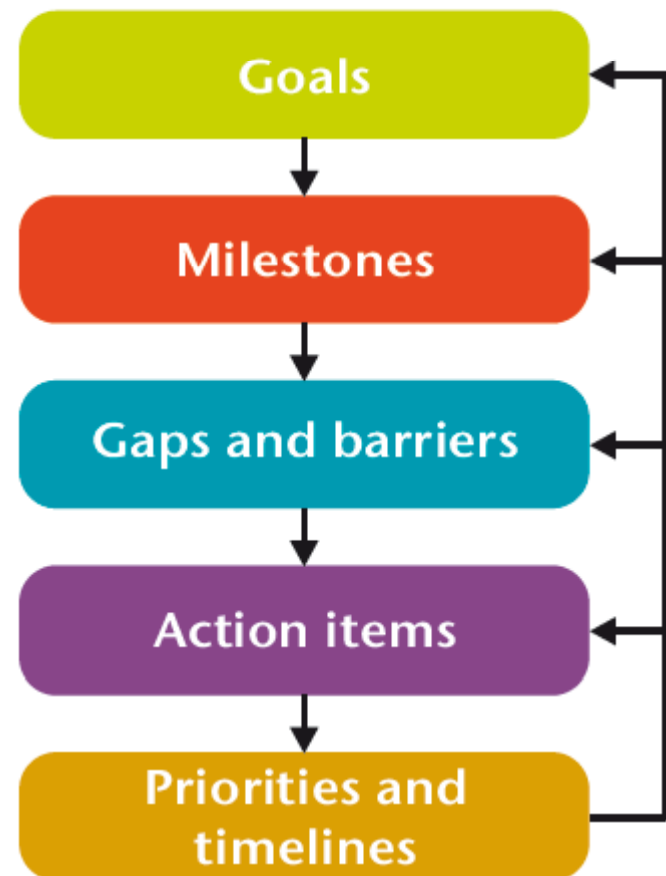 Goals
Milestones
Gaps and barriers
Action items
Priorities and
timelines